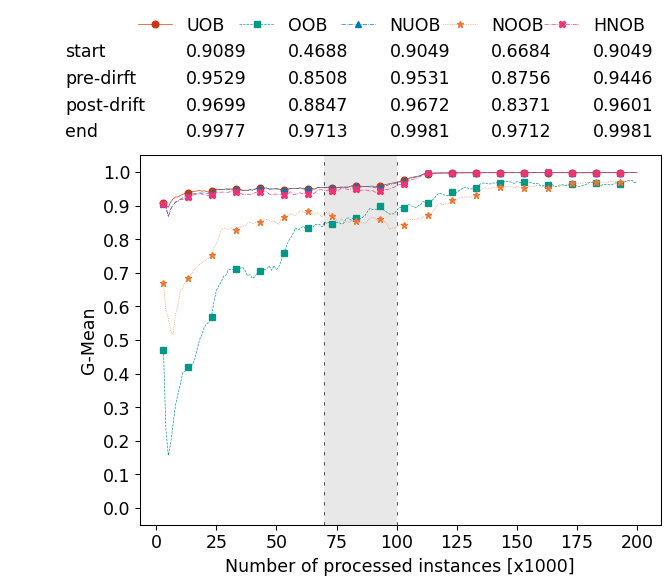 UOB OOB NUOB NOOB HNOB
start 0.9089 0.4688 0.9049 0.6684 0.9049
pre-dirft 0.9529 0.8508 0.9531 0.8756 0.9446
post-drift 0.9699 0.8847 0.9672 0.8371 0.9601
end 0.9977 0.9713 0.9981 0.9712 0.9981
1.0
0.9
0.8
0.7
0.6
0.5
0.4
0.3
0.2
0.1
0.0
G-Mean
0 25 50 75 100 125 150 175 200
Number of processed instances [x1000]